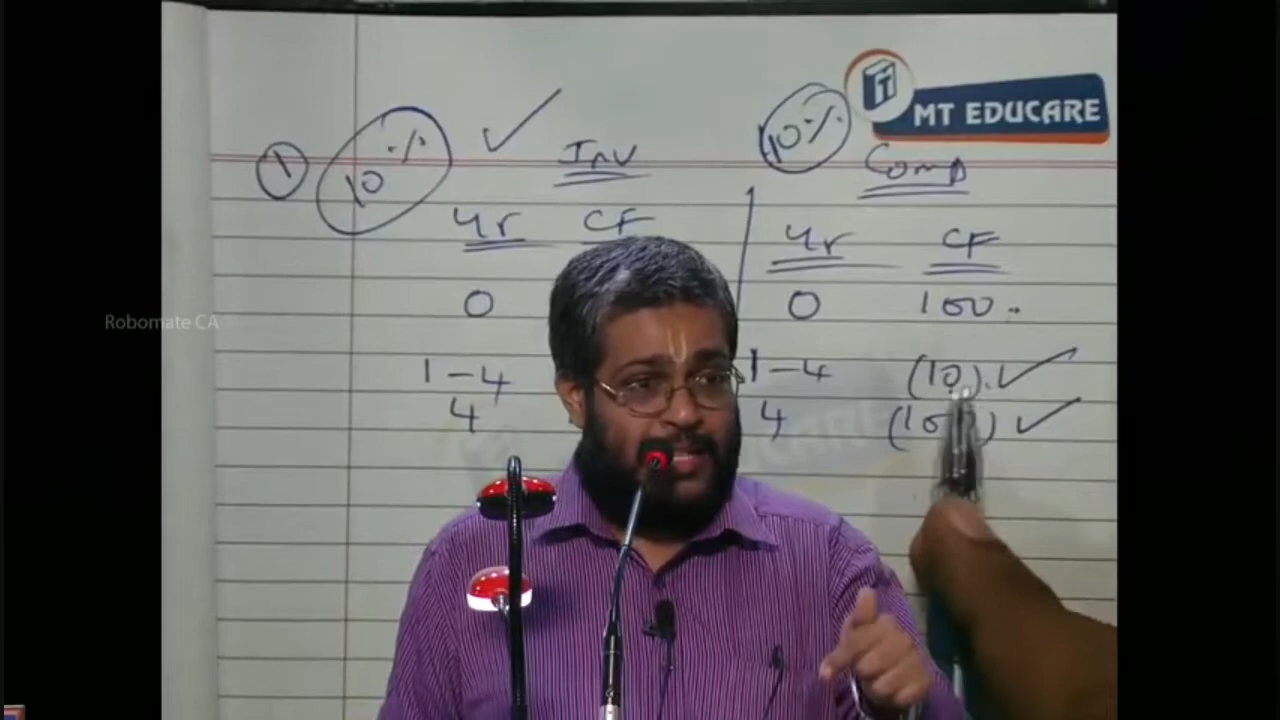 MT EDUCARE
10%
① 10% ✓ Inv Comp
Yr CF Yr CF
0 0 100
Robomate CA
1-4 1-4 (10) ✓
4 4 (100) ✓